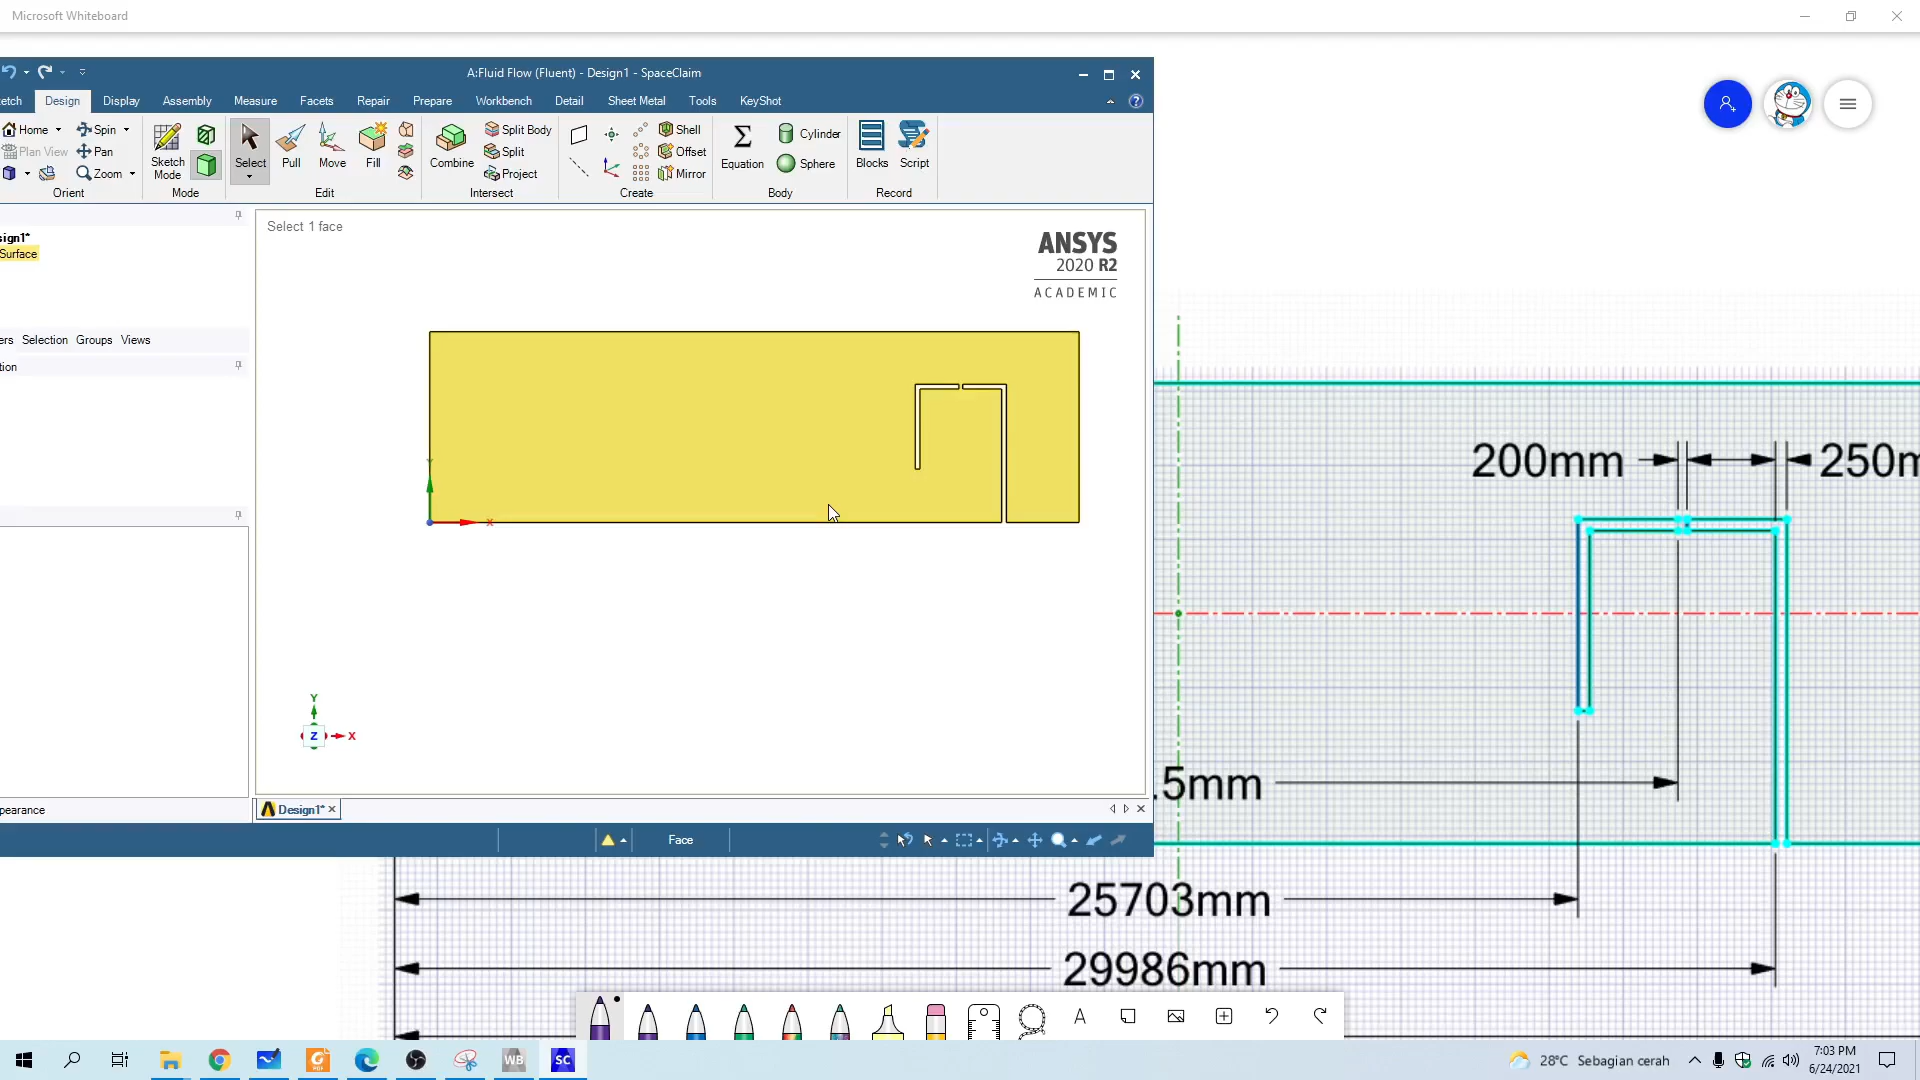 Microsoft Whiteboard
A:Fluid Flow (Fluent) - Design1 - SpaceClaim
etch Design Display Assembly Measure Facets Repair Prepare Workbench Detail Sheet Metal Tools KeyShot
Home Spin Split Body Shell Cylinder
Plan View Pan Split Offset
Zoom Project Mirror Sphere
Sketch Mode Select Pull Move Fill Combine Equation Blocks Script
Orient Mode Edit Intersect Create Body Record
sign1*
Surface
Select 1 face
ANSYS
2020 R2
ACADEMIC
ers Selection Groups Views
tion
Y
X
Y
Z X
pearance
Design1*
Face
200mm 250m
.5mm
25703mm
29986mm
A
WB SC
28°C Sebagian cerah
7:03 PM
6/24/2021